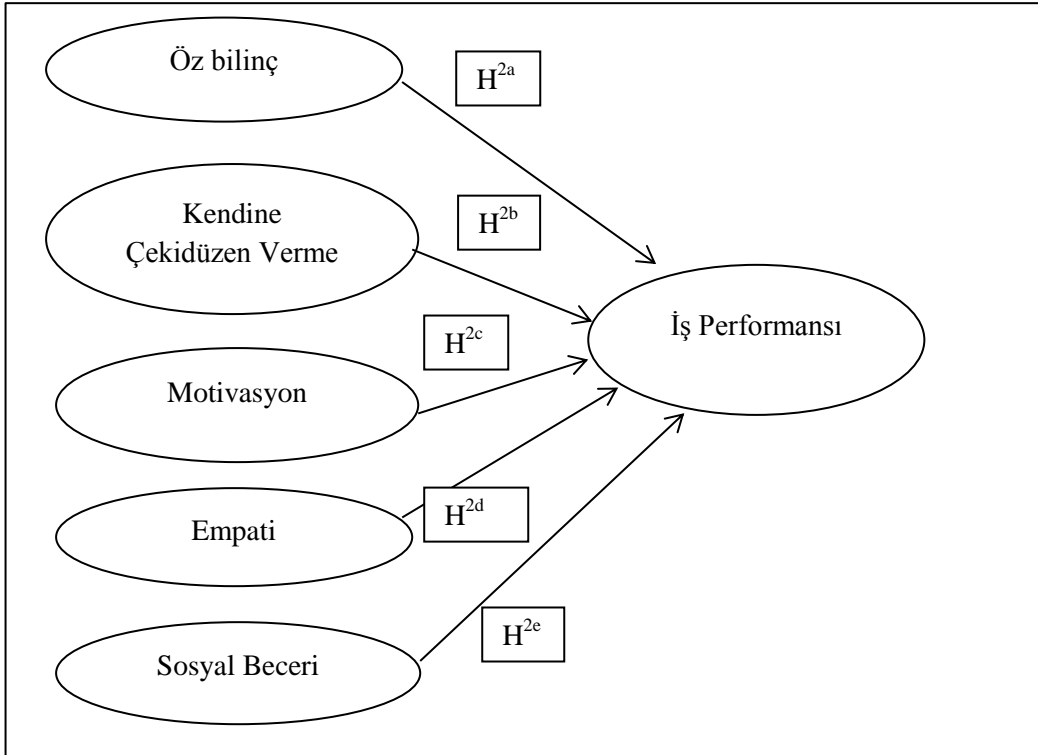 Öz bilinç
H2a
Kendine
Çekidüzen Verme
H2b
İş Performansı
H2c
Motivasyon
H2d
Empati
H2e
Sosyal Beceri